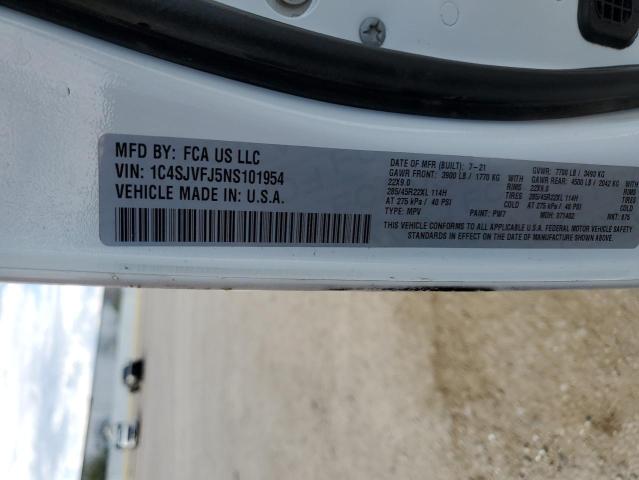 MFD BY: FCA US LLC
VIN: 1C4SJVFJ5NS101954
VEHICLE MADE IN: U.S.A.
DATE OF MFR (BUILT): 7-21 GVWR: 7700 LB / 3493 KG
GAWR FRONT: 3900 LB / 1770 KG WITH GAWR REAR: 4500 LB / 2042 KG WITH
22X9.0 RIMS 22X9.0 RIMS
285/45R22XL 114H TIRES 285/45R22XL 114H TIRES
AT 275 kPa / 40 PSI COLD AT 275 kPa / 40 PSI COLD
TYPE: MPV PAINT: PW7 MDH: 071402
THIS VEHICLE CONFORMS TO ALL APPLICABLE U.S.A. FEDERAL MOTOR VEHICLE SAFETY
STANDARDS IN EFFECT ON THE DATE OF MANUFACTURE SHOWN ABOVE.